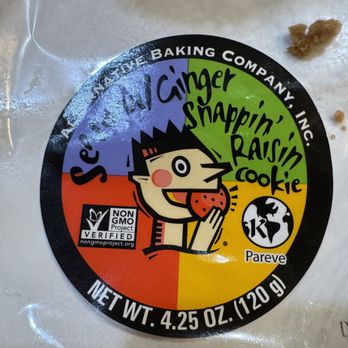 Alternative Baking Company, Inc.
Ginger
Snappin'
Raisin
cookie
NON
GMO
Project
VERIFIED
nongmoproject.org
K
Pareve
NET WT. 4.25 OZ. (120 g)